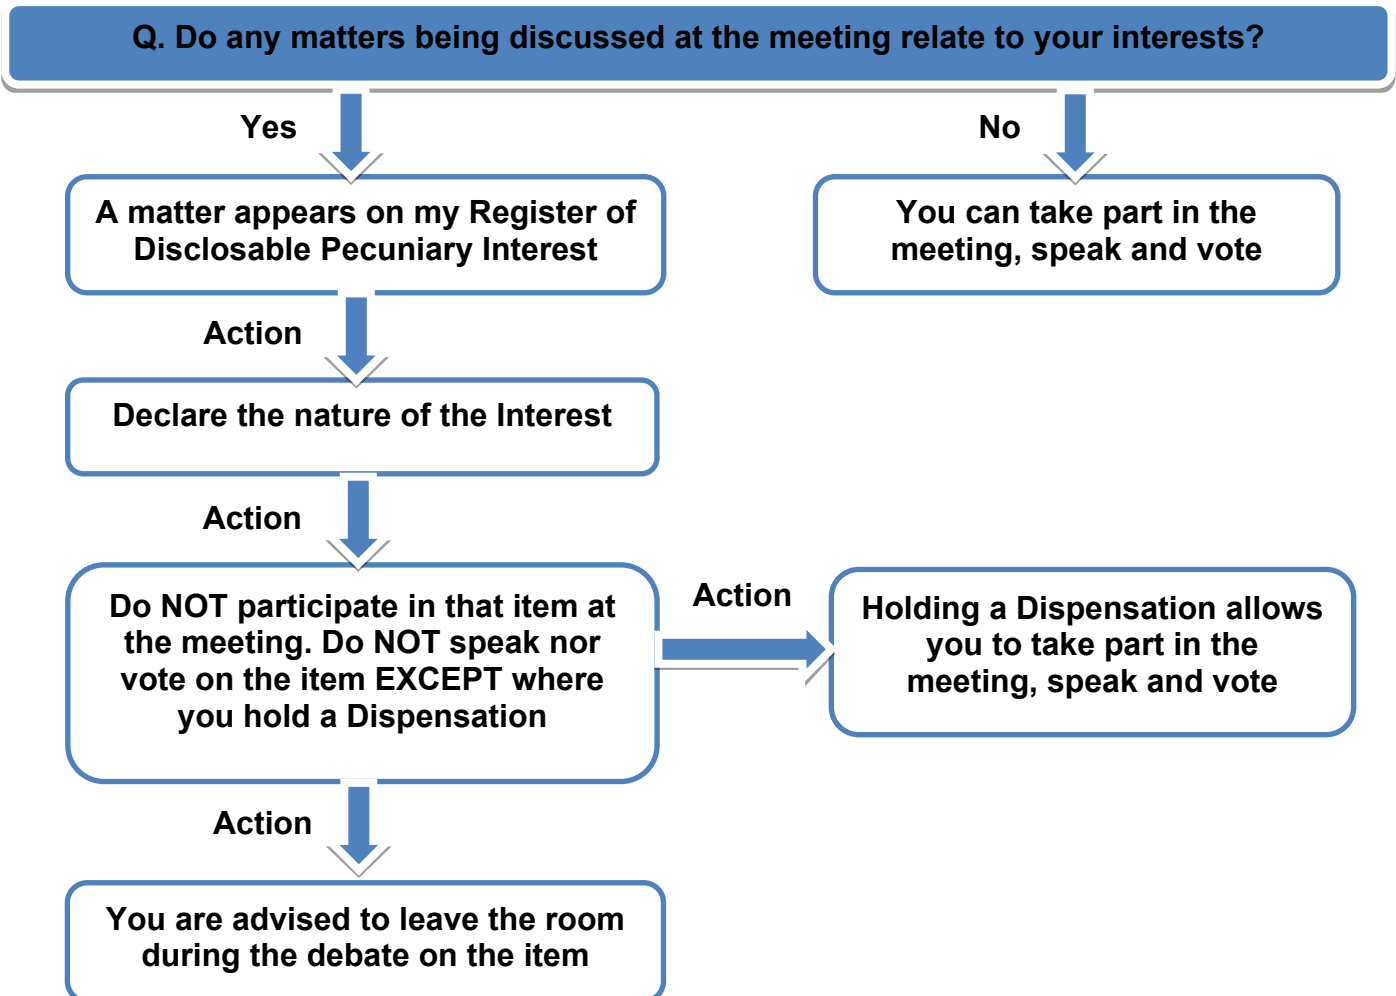 Q. Do any matters being discussed at the meeting relate to your interests?
Yes
No
A matter appears on my Register of
Disclosable Pecuniary Interest
You can take part in the
meeting, speak and vote
Action
Declare the nature of the Interest
Action
Do NOT participate in that item at
the meeting. Do NOT speak nor
vote on the item EXCEPT where
you hold a Dispensation
Action
Holding a Dispensation allows
you to take part in the
meeting, speak and vote
Action
You are advised to leave the room
during the debate on the item